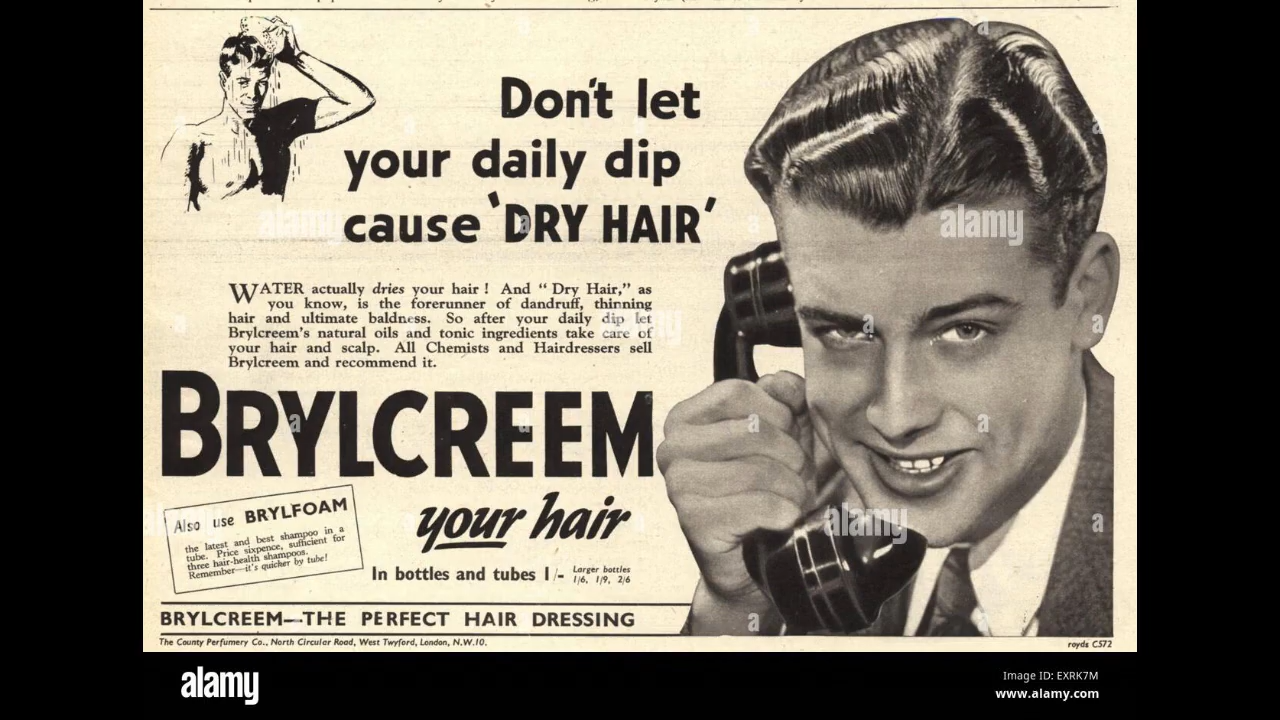 Don't let
your daily dip
cause 'DRY HAIR'
WATER actually dries your hair ! And " Dry Hair," as
you know, is the forerunner of dandruff, thinning
hair and ultimate baldness. So after your daily dip let
Brylcreem's natural oils and tonic ingredients take care of
your hair and scalp. All Chemists and Hairdressers sell
Brylcreem and recommend it.
BRYLCREEM
your hair
Also use BRYLFOAM
the latest and best shampoo in a
tube. Price sixpence, sufficient for
three hair-health shampoos.
Remember—it's quicker by tube!
In bottles and tubes 1/- Larger bottles
1/6, 1/9, 2/6
BRYLCREEM—THE PERFECT HAIR DRESSING
The County Perfumery Co., North Circular Road, West Twyford, London, N.W.10.
royds C572
alamy
a
alamy
Image ID: EXRK7M
www.alamy.com